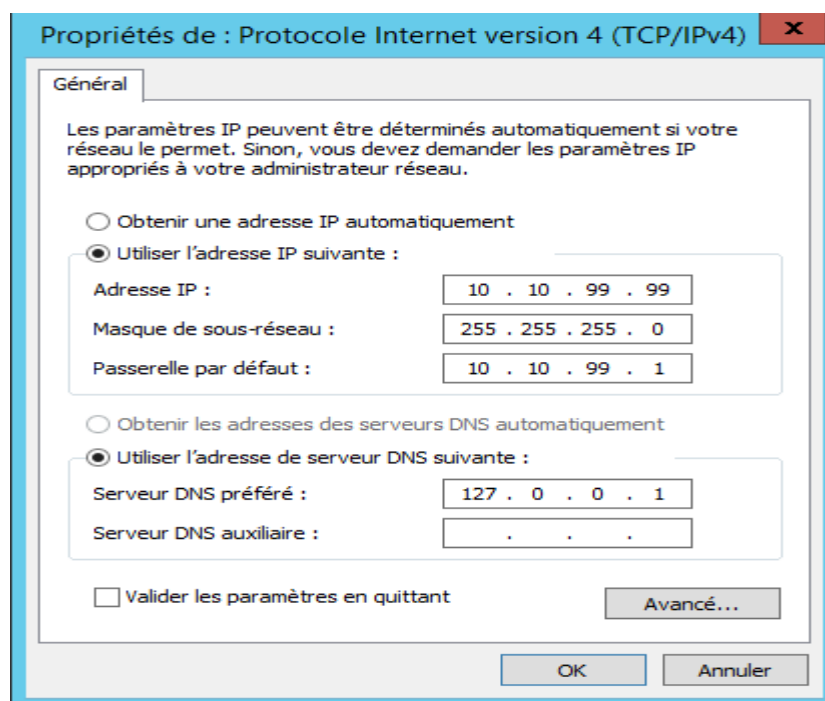 Propriétés de : Protocole Internet version 4 (TCP/IPv4)
x
Général
Les paramètres IP peuvent être déterminés automatiquement si votre
réseau le permet. Sinon, vous devez demander les paramètres IP
appropriés à votre administrateur réseau.
Obtenir une adresse IP automatiquement
Utiliser l'adresse IP suivante :
Adresse IP : 10 . 10 . 99 . 99
Masque de sous-réseau : 255 . 255 . 255 . 0
Passerelle par défaut : 10 . 10 . 99 . 1
Obtenir les adresses des serveurs DNS automatiquement
Utiliser l'adresse de serveur DNS suivante :
Serveur DNS préféré : 127 . 0 . 0 . 1
Serveur DNS auxiliaire : . . .
Valider les paramètres en quittant
Avancé...
OK Annuler